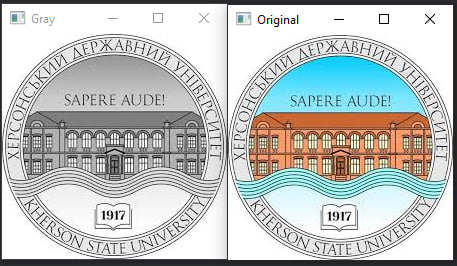 Gray
ХЕРСОНСЬКИЙ ДЕРЖАВНИЙ УНІВЕРСИТЕТ
SAPERE AUDE!
1917
KHERSON STATE UNIVERSITY
Original
ХЕРСОНСЬКИЙ ДЕРЖАВНИЙ УНІВЕРСИТЕТ
SAPERE AUDE!
1917
KHERSON STATE UNIVERSITY